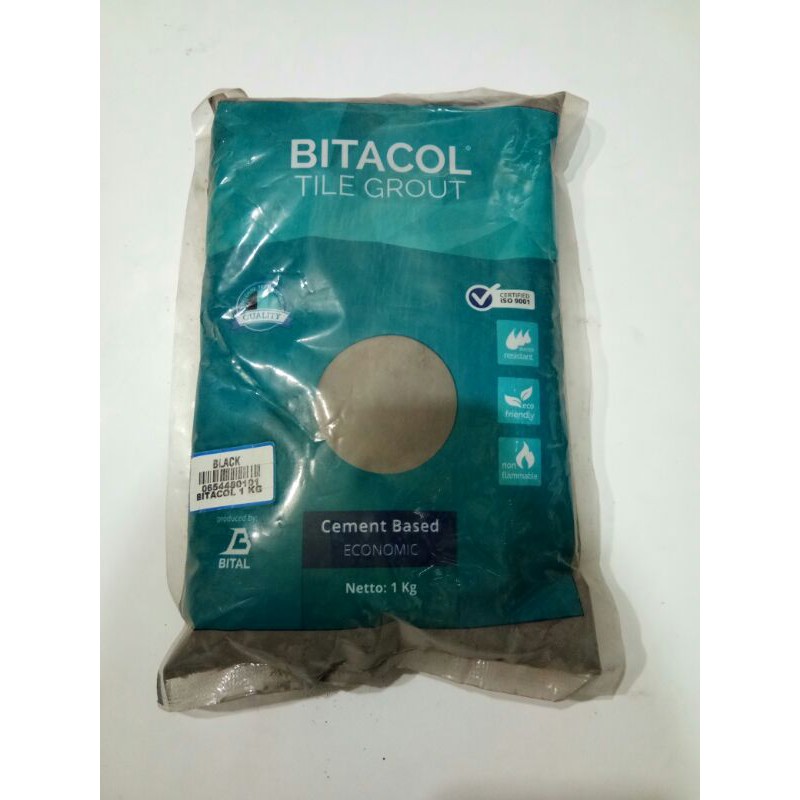 BITACOL®
TILE GROUT
QUALITY
CERTIFIED
ISO 9001
resistant
eco
friendly
non
flammable
BLACK
0654480101
BITACOL 1 KG
produced by:
BITAL
Cement Based
ECONOMIC
Netto: 1 Kg